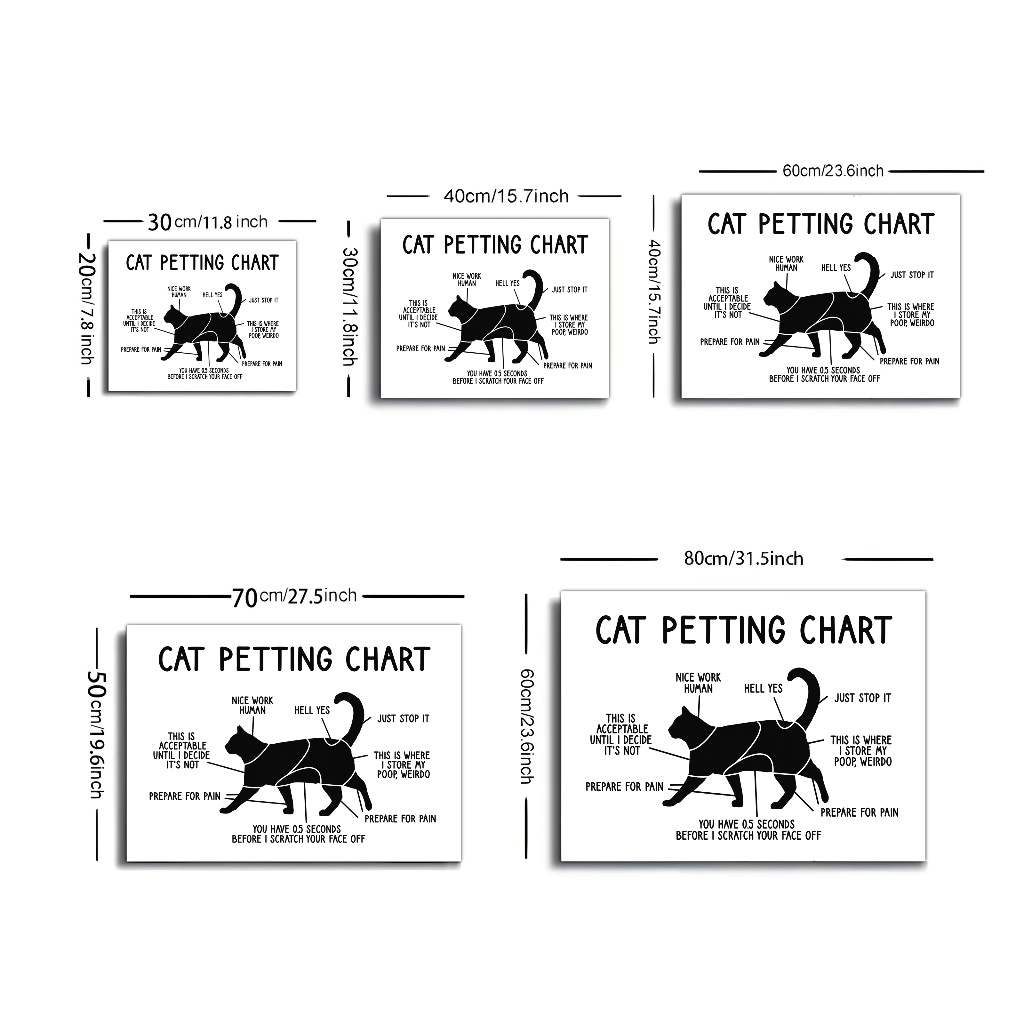 30cm/11.8 inch
20cm/ 7.8 inch
CAT PETTING CHART
NICE WORK
HUMAN
HELL YES
JUST STOP IT
THIS IS
ACCEPTABLE
UNTIL I DECIDE
IT'S NOT
THIS IS WHERE
I STORE MY
POOP, WEIRDO
PREPARE FOR PAIN
PREPARE FOR PAIN
YOU HAVE 0.5 SECONDS
BEFORE I SCRATCH YOUR FACE OFF
40cm/15.7inch
30cm/11.8inch
CAT PETTING CHART
NICE WORK
HUMAN
HELL YES
JUST STOP IT
THIS IS
ACCEPTABLE
UNTIL I DECIDE
IT'S NOT
THIS IS WHERE
I STORE MY
POOP, WEIRDO
PREPARE FOR PAIN
PREPARE FOR PAIN
YOU HAVE 0.5 SECONDS
BEFORE I SCRATCH YOUR FACE OFF
60cm/23.6inch
40cm/15.7inch
CAT PETTING CHART
NICE WORK
HUMAN
HELL YES
JUST STOP IT
THIS IS
ACCEPTABLE
UNTIL I DECIDE
IT'S NOT
THIS IS WHERE
I STORE MY
POOP, WEIRDO
PREPARE FOR PAIN
PREPARE FOR PAIN
YOU HAVE 0.5 SECONDS
BEFORE I SCRATCH YOUR FACE OFF
70cm/27.5inch
50cm/19.6inch
CAT PETTING CHART
NICE WORK
HUMAN
HELL YES
JUST STOP IT
THIS IS
ACCEPTABLE
UNTIL I DECIDE
IT'S NOT
THIS IS WHERE
I STORE MY
POOP, WEIRDO
PREPARE FOR PAIN
PREPARE FOR PAIN
YOU HAVE 0.5 SECONDS
BEFORE I SCRATCH YOUR FACE OFF
80cm/31.5inch
60cm/23.6inch
CAT PETTING CHART
NICE WORK
HUMAN
HELL YES
JUST STOP IT
THIS IS
ACCEPTABLE
UNTIL I DECIDE
IT'S NOT
THIS IS WHERE
I STORE MY
POOP, WEIRDO
PREPARE FOR PAIN
PREPARE FOR PAIN
YOU HAVE 0.5 SECONDS
BEFORE I SCRATCH YOUR FACE OFF